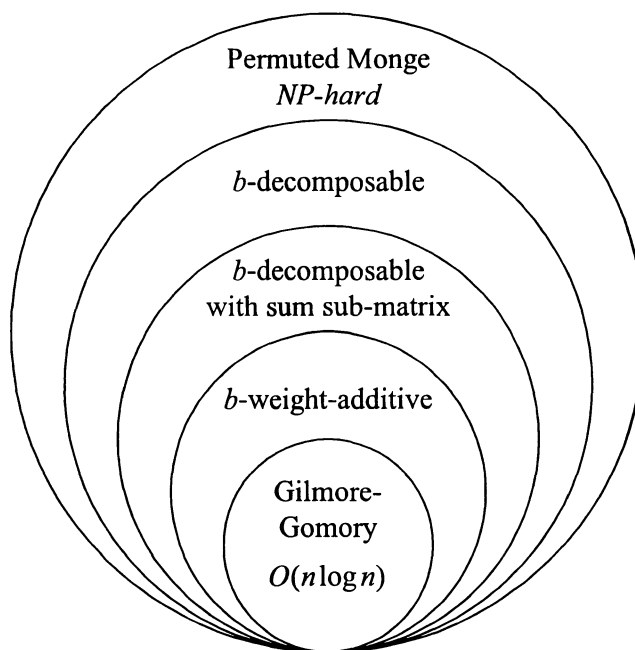 Permuted Monge
NP-hard
b-decomposable
b-decomposable
with sum sub-matrix
b-weight-additive
Gilmore-
Gomory
O(n log n)